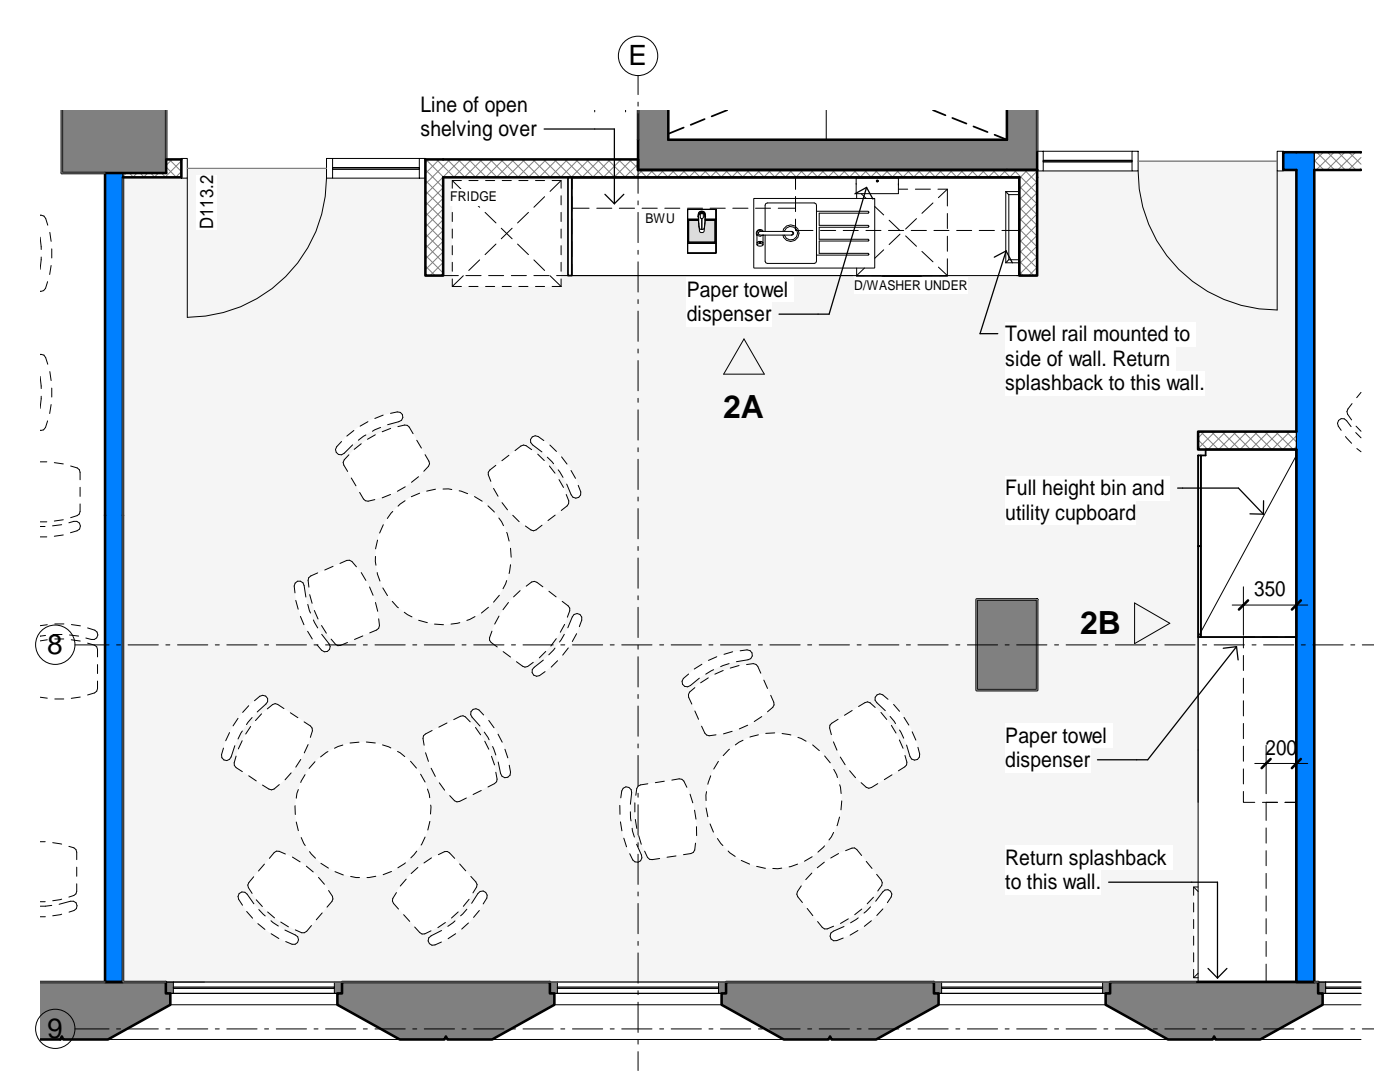 E
Line of open
shelving over
D113.2
FRIDGE
BWU
Paper towel
dispenser
D/WASHER UNDER
Towel rail mounted to
side of wall. Return
splashback to this wall.
2A
Full height bin and
utility cupboard
350
2B
8
Paper towel
dispenser
200
Return splashback
to this wall.
9